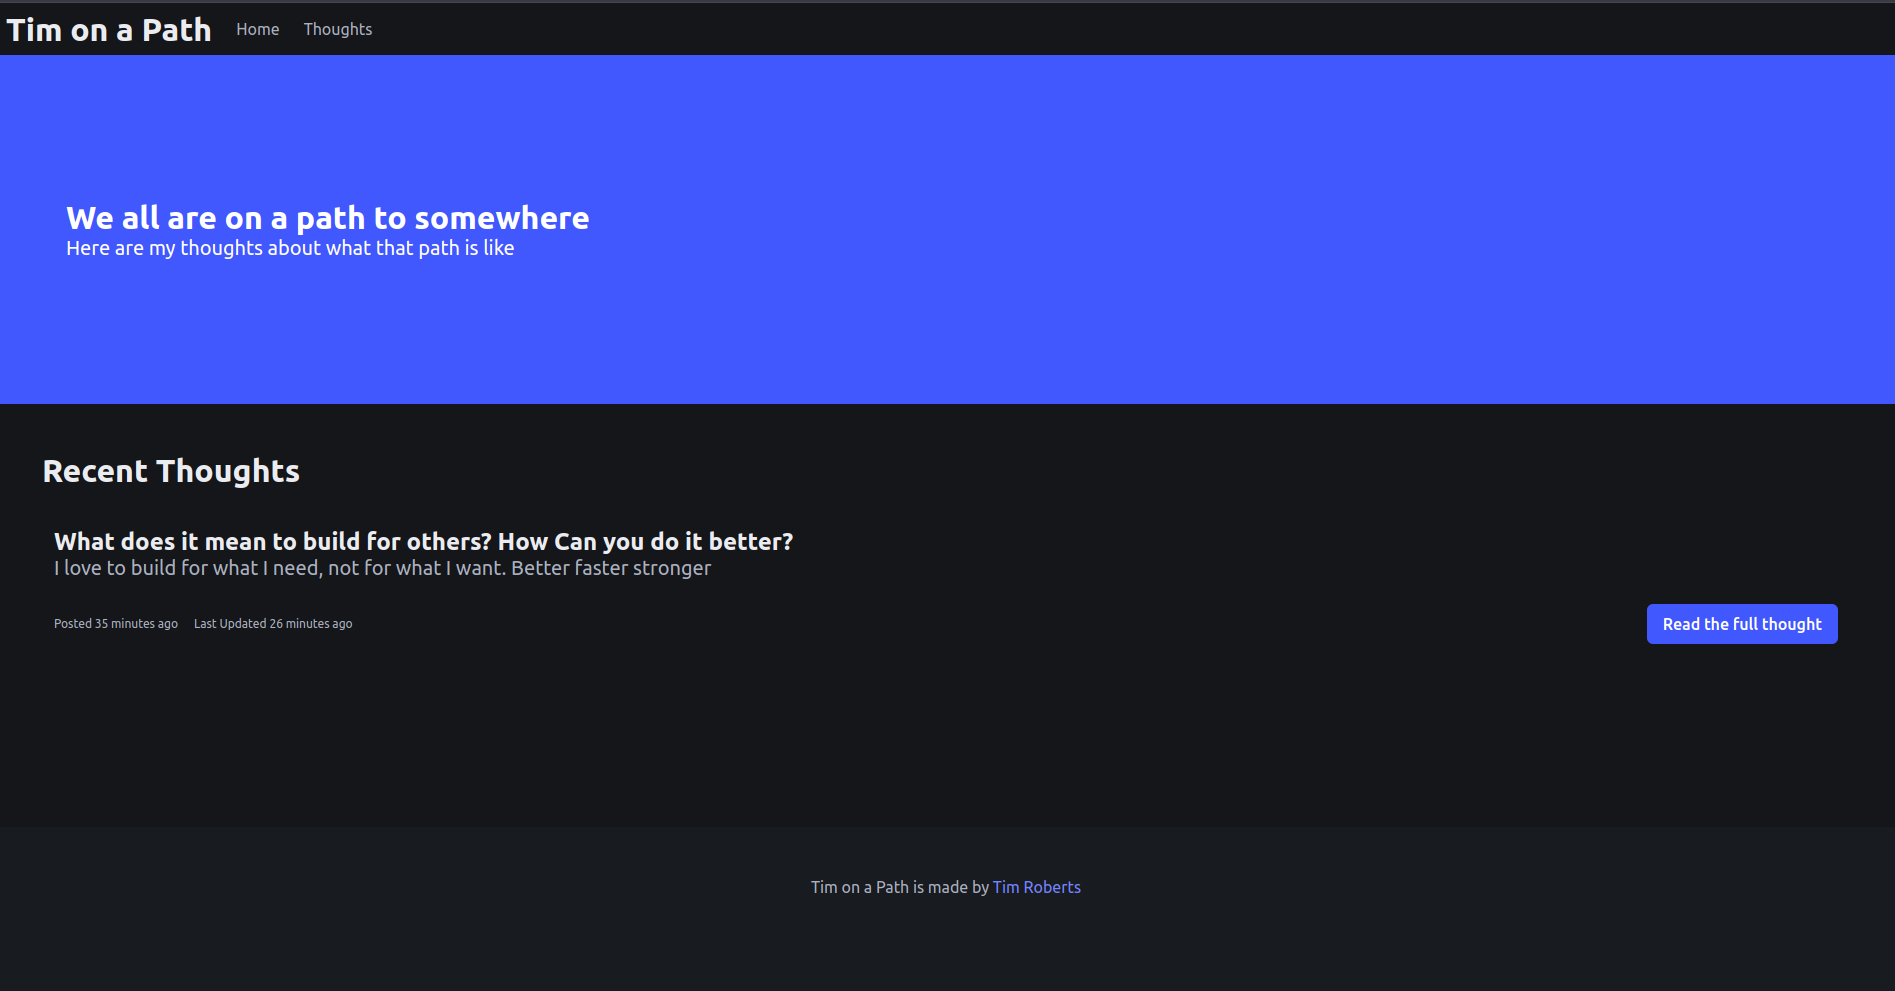 Tim on a Path Home Thoughts
We all are on a path to somewhere
Here are my thoughts about what that path is like
Recent Thoughts
What does it mean to build for others? How Can you do it better?
I love to build for what I need, not for what I want. Better faster stronger
Posted 35 minutes ago Last Updated 26 minutes ago Read the full thought
Tim on a Path is made by Tim Roberts